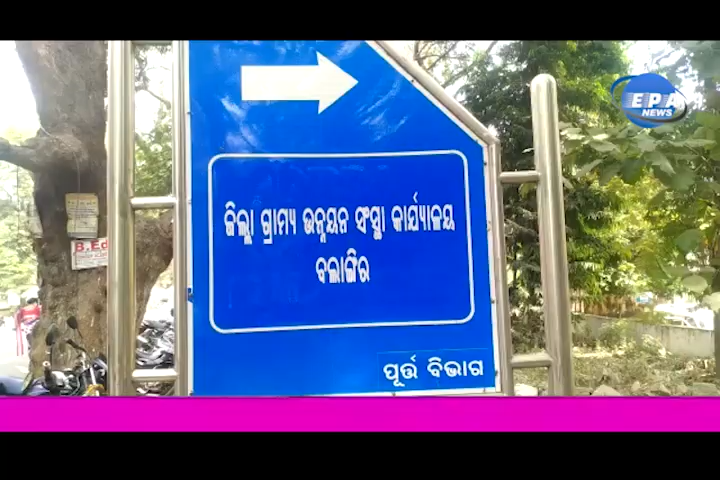 EPA
NEWS
ଜିଲ୍ଲା ଗ୍ରାମ୍ୟ ଉନ୍ନୟନ ସଂସ୍ଥା କାର୍ଯ୍ୟାଳୟ
ବଲାଙ୍ଗିର
B.Ed
ପୂର୍ତ୍ତ ବିଭାଗ